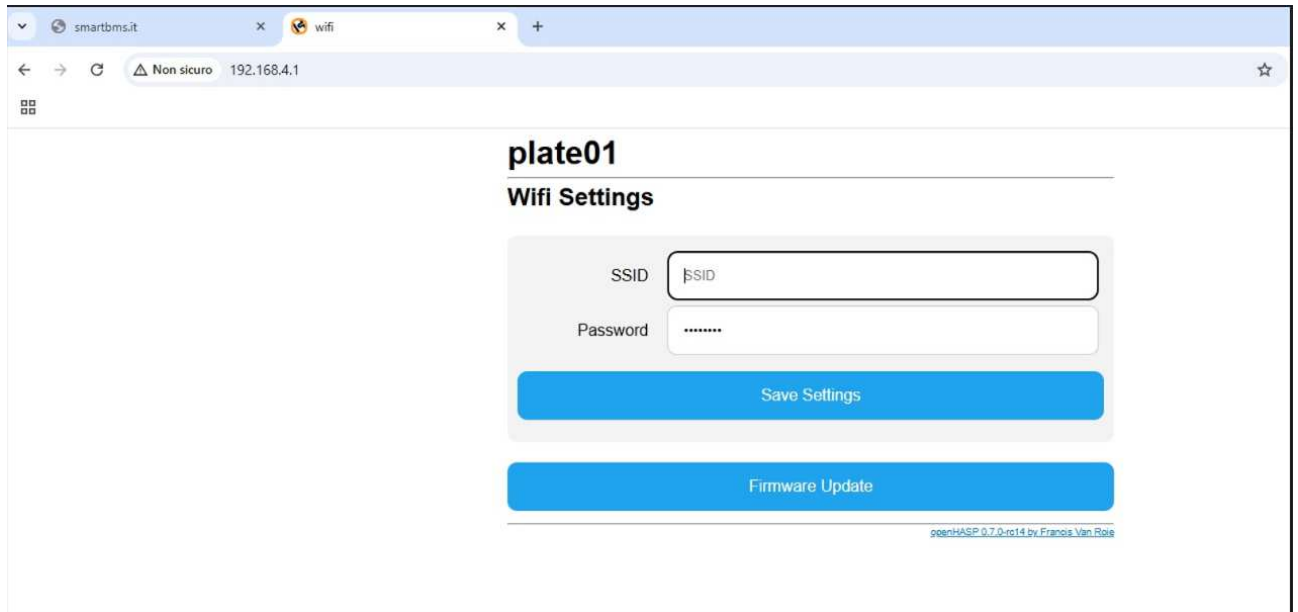 smartbms.it
wifi
Non sicuro 192.168.4.1
plate01
Wifi Settings
SSID SSID
Password ••••••••
Save Settings
Firmware Update
openHASP 0.7.0-rc14 by Francis Van Roie